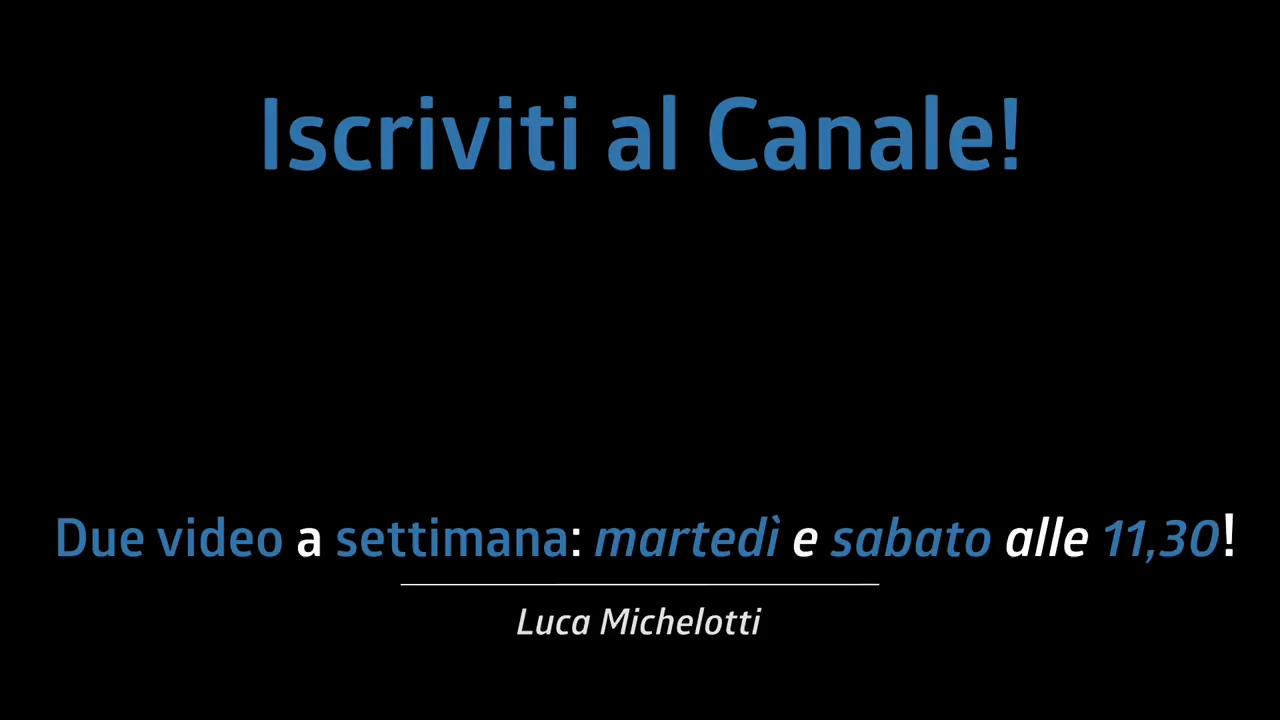 Iscriviti al Canale!
Due video a settimana: martedì e sabato alle 11,30!
Luca Michelotti